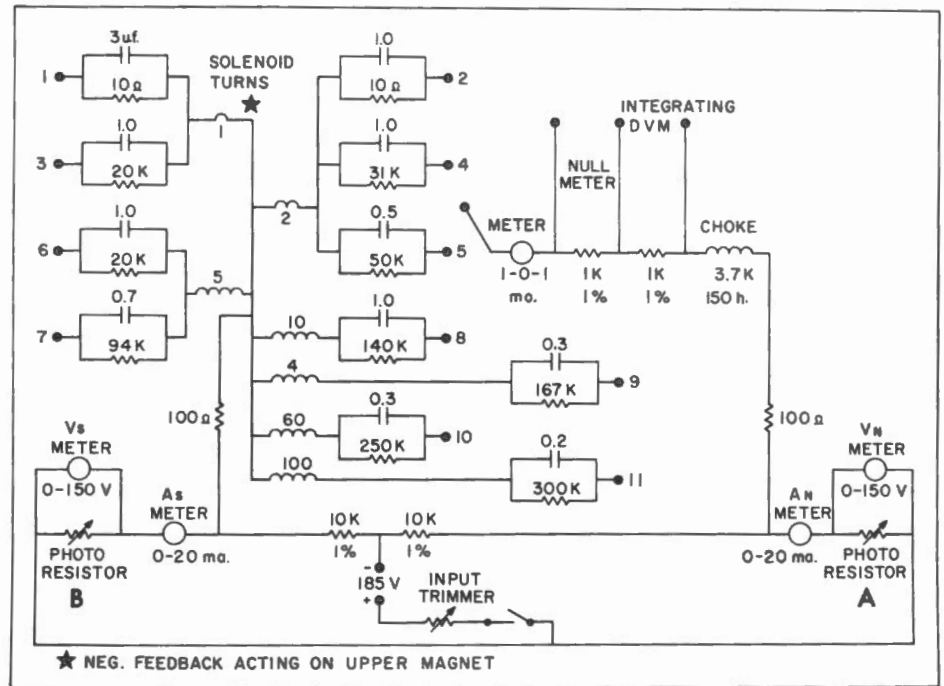 3uf.
1
10Ω
SOLENOID
TURNS
★
1
1.0
3
20K
1.0
6
20K
5
0.7
7
94K
1.0
2
10Ω
1.0
4
31K
2
0.5
5
50K
10
1.0
8
140K
4
0.3
9
167K
60
0.3
10
250K
100
0.2
11
300K
INTEGRATING
DVM
NULL
METER
METER
1-0-1
ma.
1K
1%
1K
1%
CHOKE
3.7K
150h.
100Ω
100Ω
VS
METER
0-150 V
PHOTO
RESISTOR
B
AS
METER
0-20 ma.
10K
1%
10K
1%
-
185 V
+
INPUT
TRIMMER
VN
METER
0-150 V
AN
METER
0-20 ma.
PHOTO
RESISTOR
A
★ NEG. FEEDBACK ACTING ON UPPER MAGNET